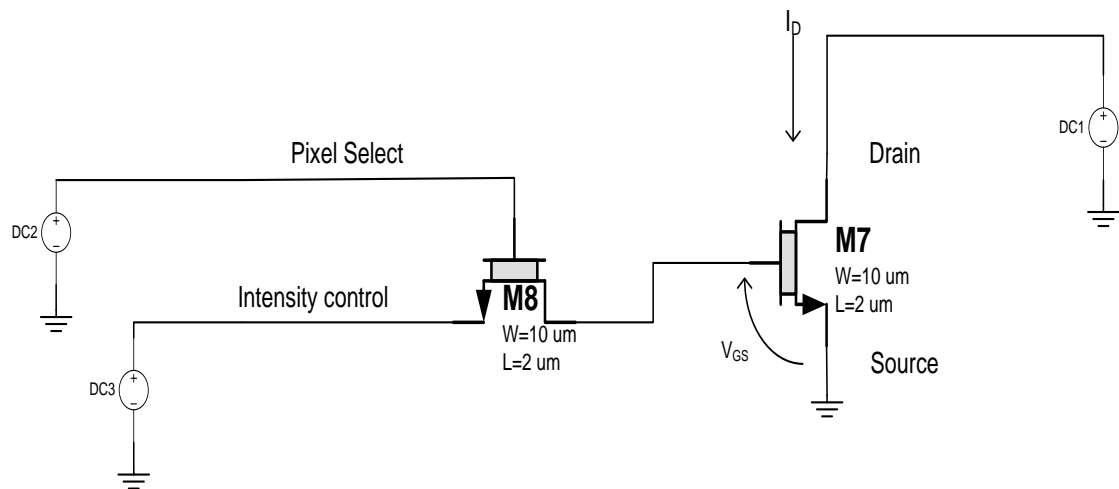 I_D
DC1
Pixel Select
Drain
DC2
M7
W=10 um
L=2 um
Intensity control
M8
W=10 um
L=2 um
V_GS
Source
DC3